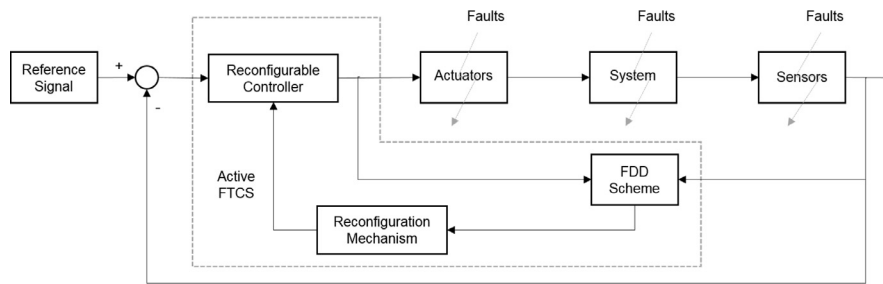 Faults
Faults
Faults
Reference
Signal
+
-
Reconfigurable
Controller
Actuators
System
Sensors
Active
FTCS
FDD
Scheme
Reconfiguration
Mechanism